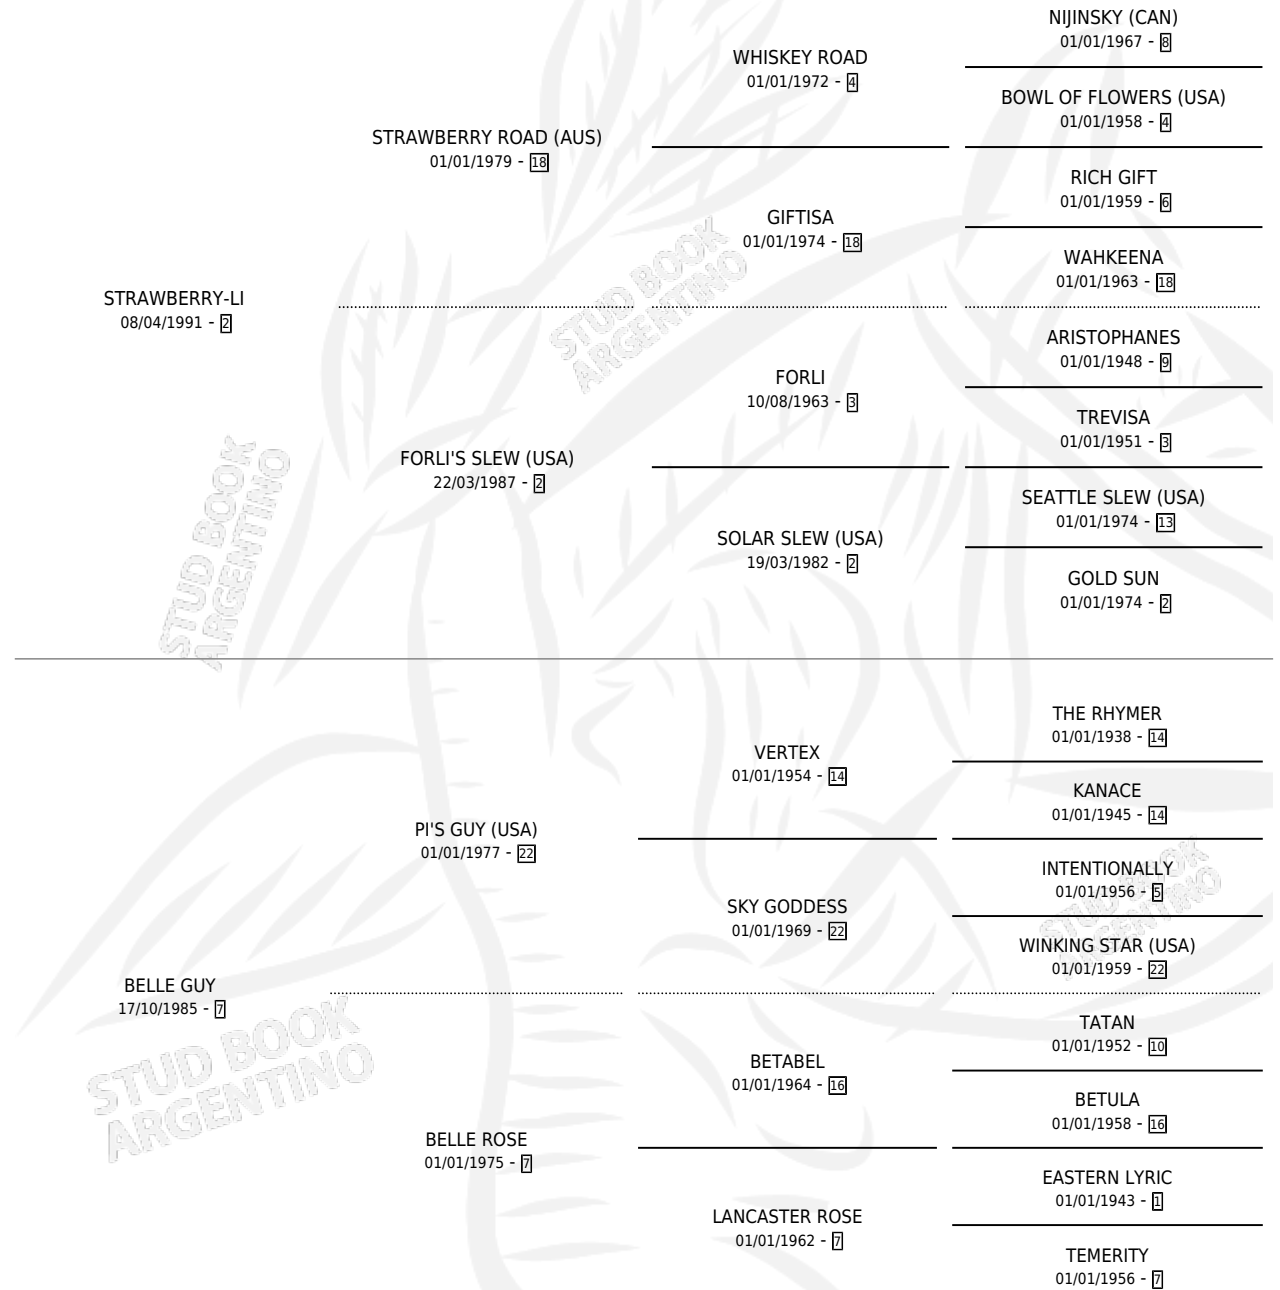 NIJINSKY (CAN)
01/01/1967 - 8
WHISKEY ROAD
01/01/1972 - 4
BOWL OF FLOWERS (USA)
01/01/1958 - 4
STRAWBERRY ROAD (AUS)
01/01/1979 - 18
RICH GIFT
01/01/1959 - 6
GIFTISA
01/01/1974 - 18
WAHKEENA
01/01/1963 - 18
STRAWBERRY-LI
08/04/1991 - 2
ARISTOPHANES
01/01/1948 - 9
FORLI
10/08/1963 - 3
TREVISA
01/01/1951 - 3
FORLI'S SLEW (USA)
22/03/1987 - 2
SEATTLE SLEW (USA)
01/01/1974 - 13
SOLAR SLEW (USA)
19/03/1982 - 2
GOLD SUN
01/01/1974 - 2
THE RHYMER
01/01/1938 - 14
VERTEX
01/01/1954 - 14
KANACE
01/01/1945 - 14
PI'S GUY (USA)
01/01/1977 - 22
INTENTIONALLY
01/01/1956 - 5
SKY GODDESS
01/01/1969 - 22
WINKING STAR (USA)
01/01/1959 - 22
BELLE GUY
17/10/1985 - 7
TATAN
01/01/1952 - 10
BETABEL
01/01/1964 - 16
BETULA
01/01/1958 - 16
BELLE ROSE
01/01/1975 - 7
EASTERN LYRIC
01/01/1943 - 1
LANCASTER ROSE
01/01/1962 - 7
TEMERITY
01/01/1956 - 7
STUD BOOK
ARGENTINO
STUD BOOK
ARGENTINO
STUD BOOK
ARGENTINO
STUD BOOK
ARGENTINO